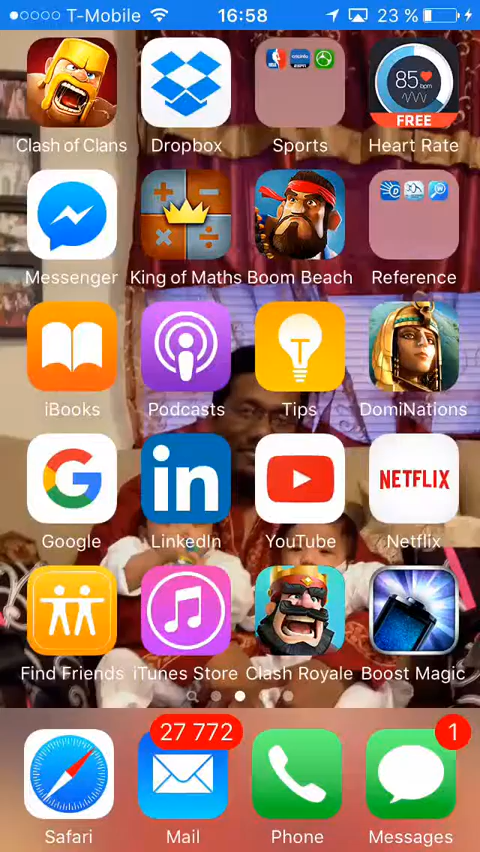 T-Mobile 16:58 23 %
85 bpm
FREE
Clash of Clans Dropbox Sports Heart Rate
Messenger King of Maths Boom Beach Reference
T
iBooks Podcasts Tips DomiNations
G in NETFLIX
Google LinkedIn YouTube Netflix
Find Friends iTunes Store Clash Royale Boost Magic
27 772 1
Safari Mail Phone Messages